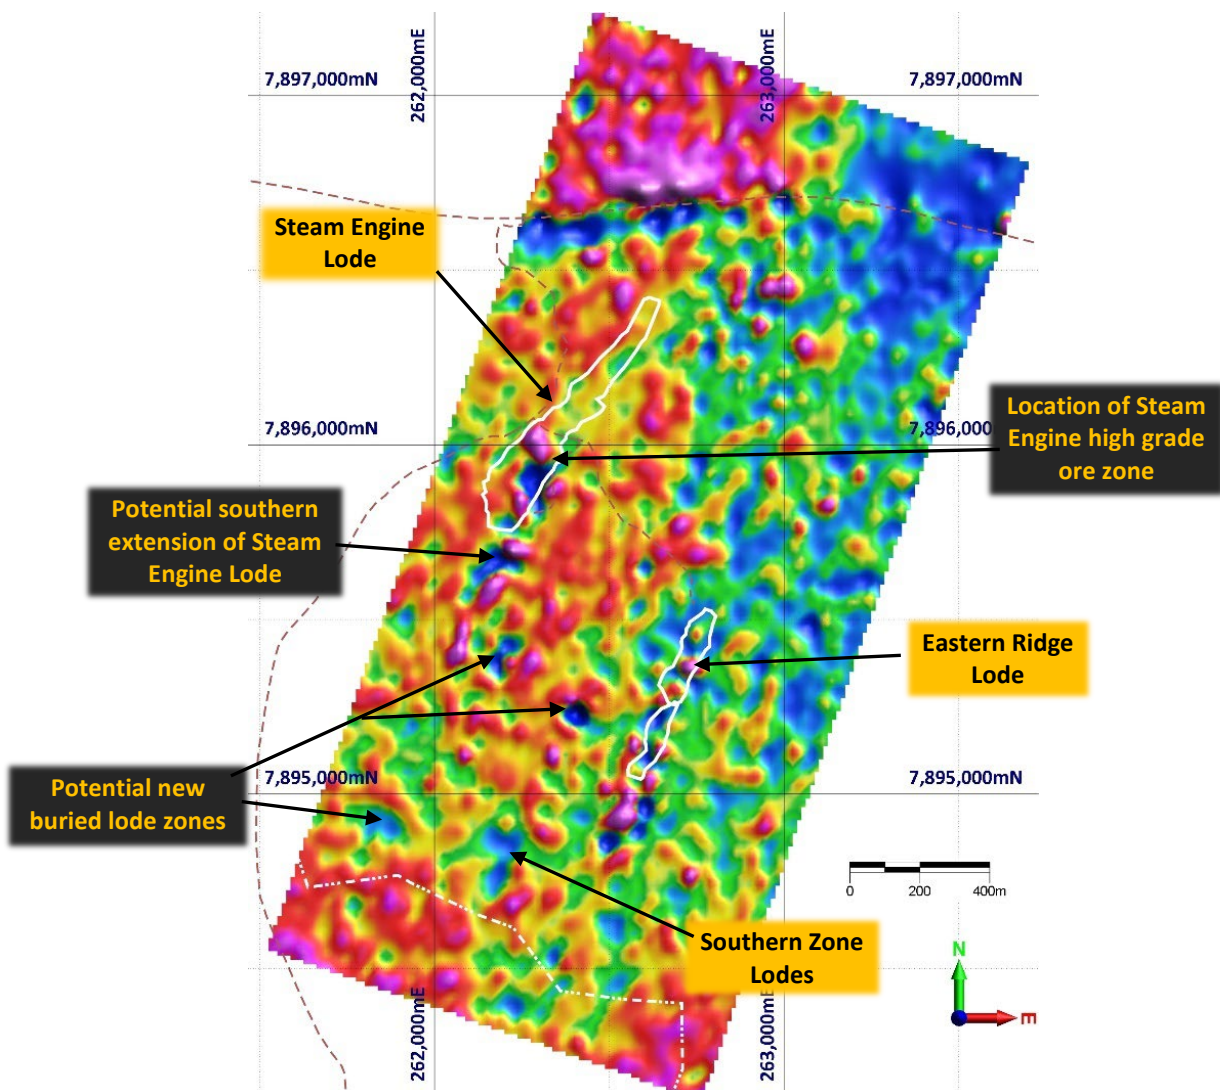 262,000mE
263,000mE
7,897,000mN
7,897,000mN
Steam Engine
Lode
Location of Steam
Engine high grade
ore zone
7,896,000mN
7,896,000mN
Potential southern
extension of Steam
Engine Lode
Eastern Ridge
Lode
Potential new
buried lode zones
7,895,000mN
7,895,000mN
0 200 400m
Southern Zone
Lodes
N
E
262,000mE
263,000mE